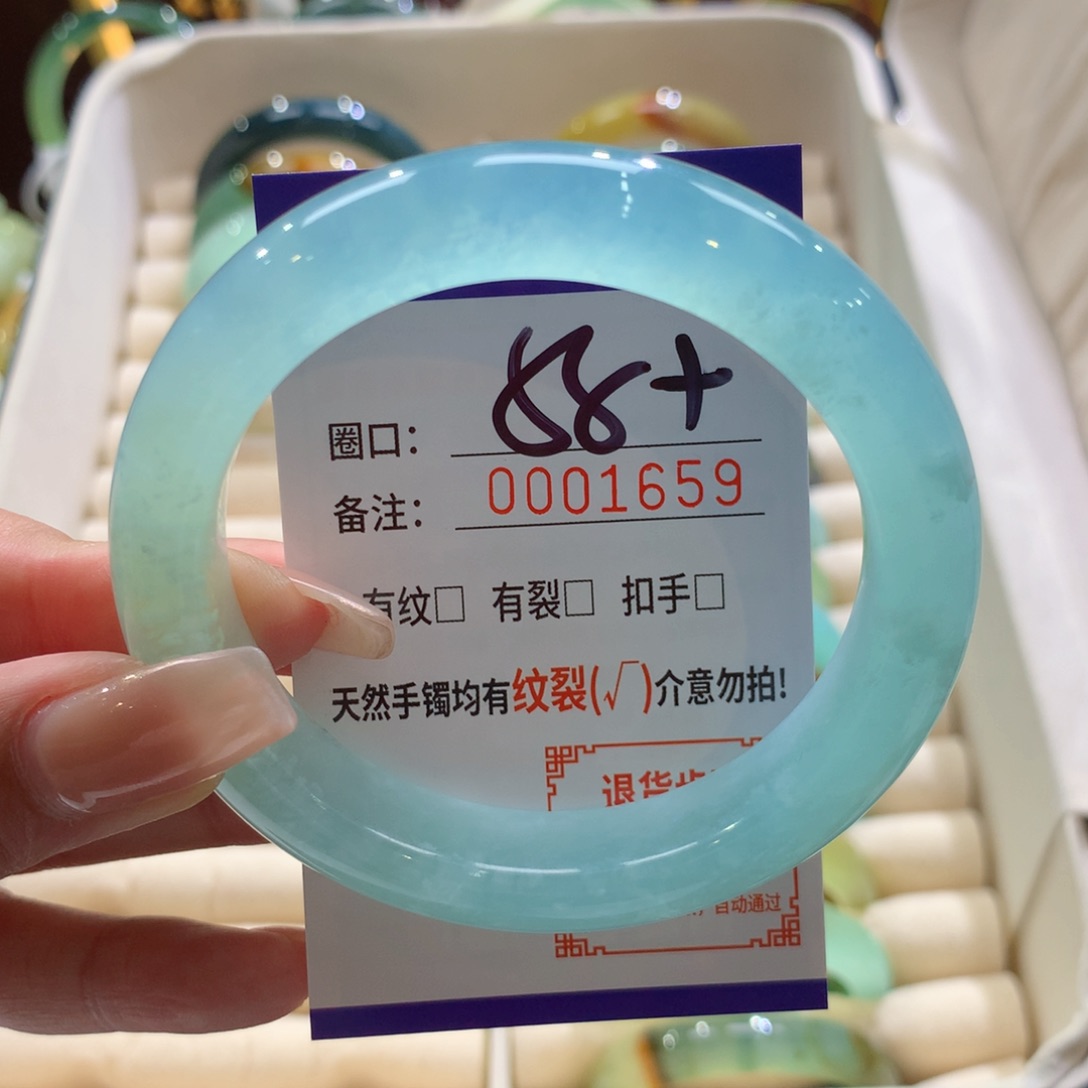 圈口: 58+
备注: 0001659
有纹□ 有裂□ 扣手□
天然手镯均有纹裂(√)介意勿拍!
退货
自动通过